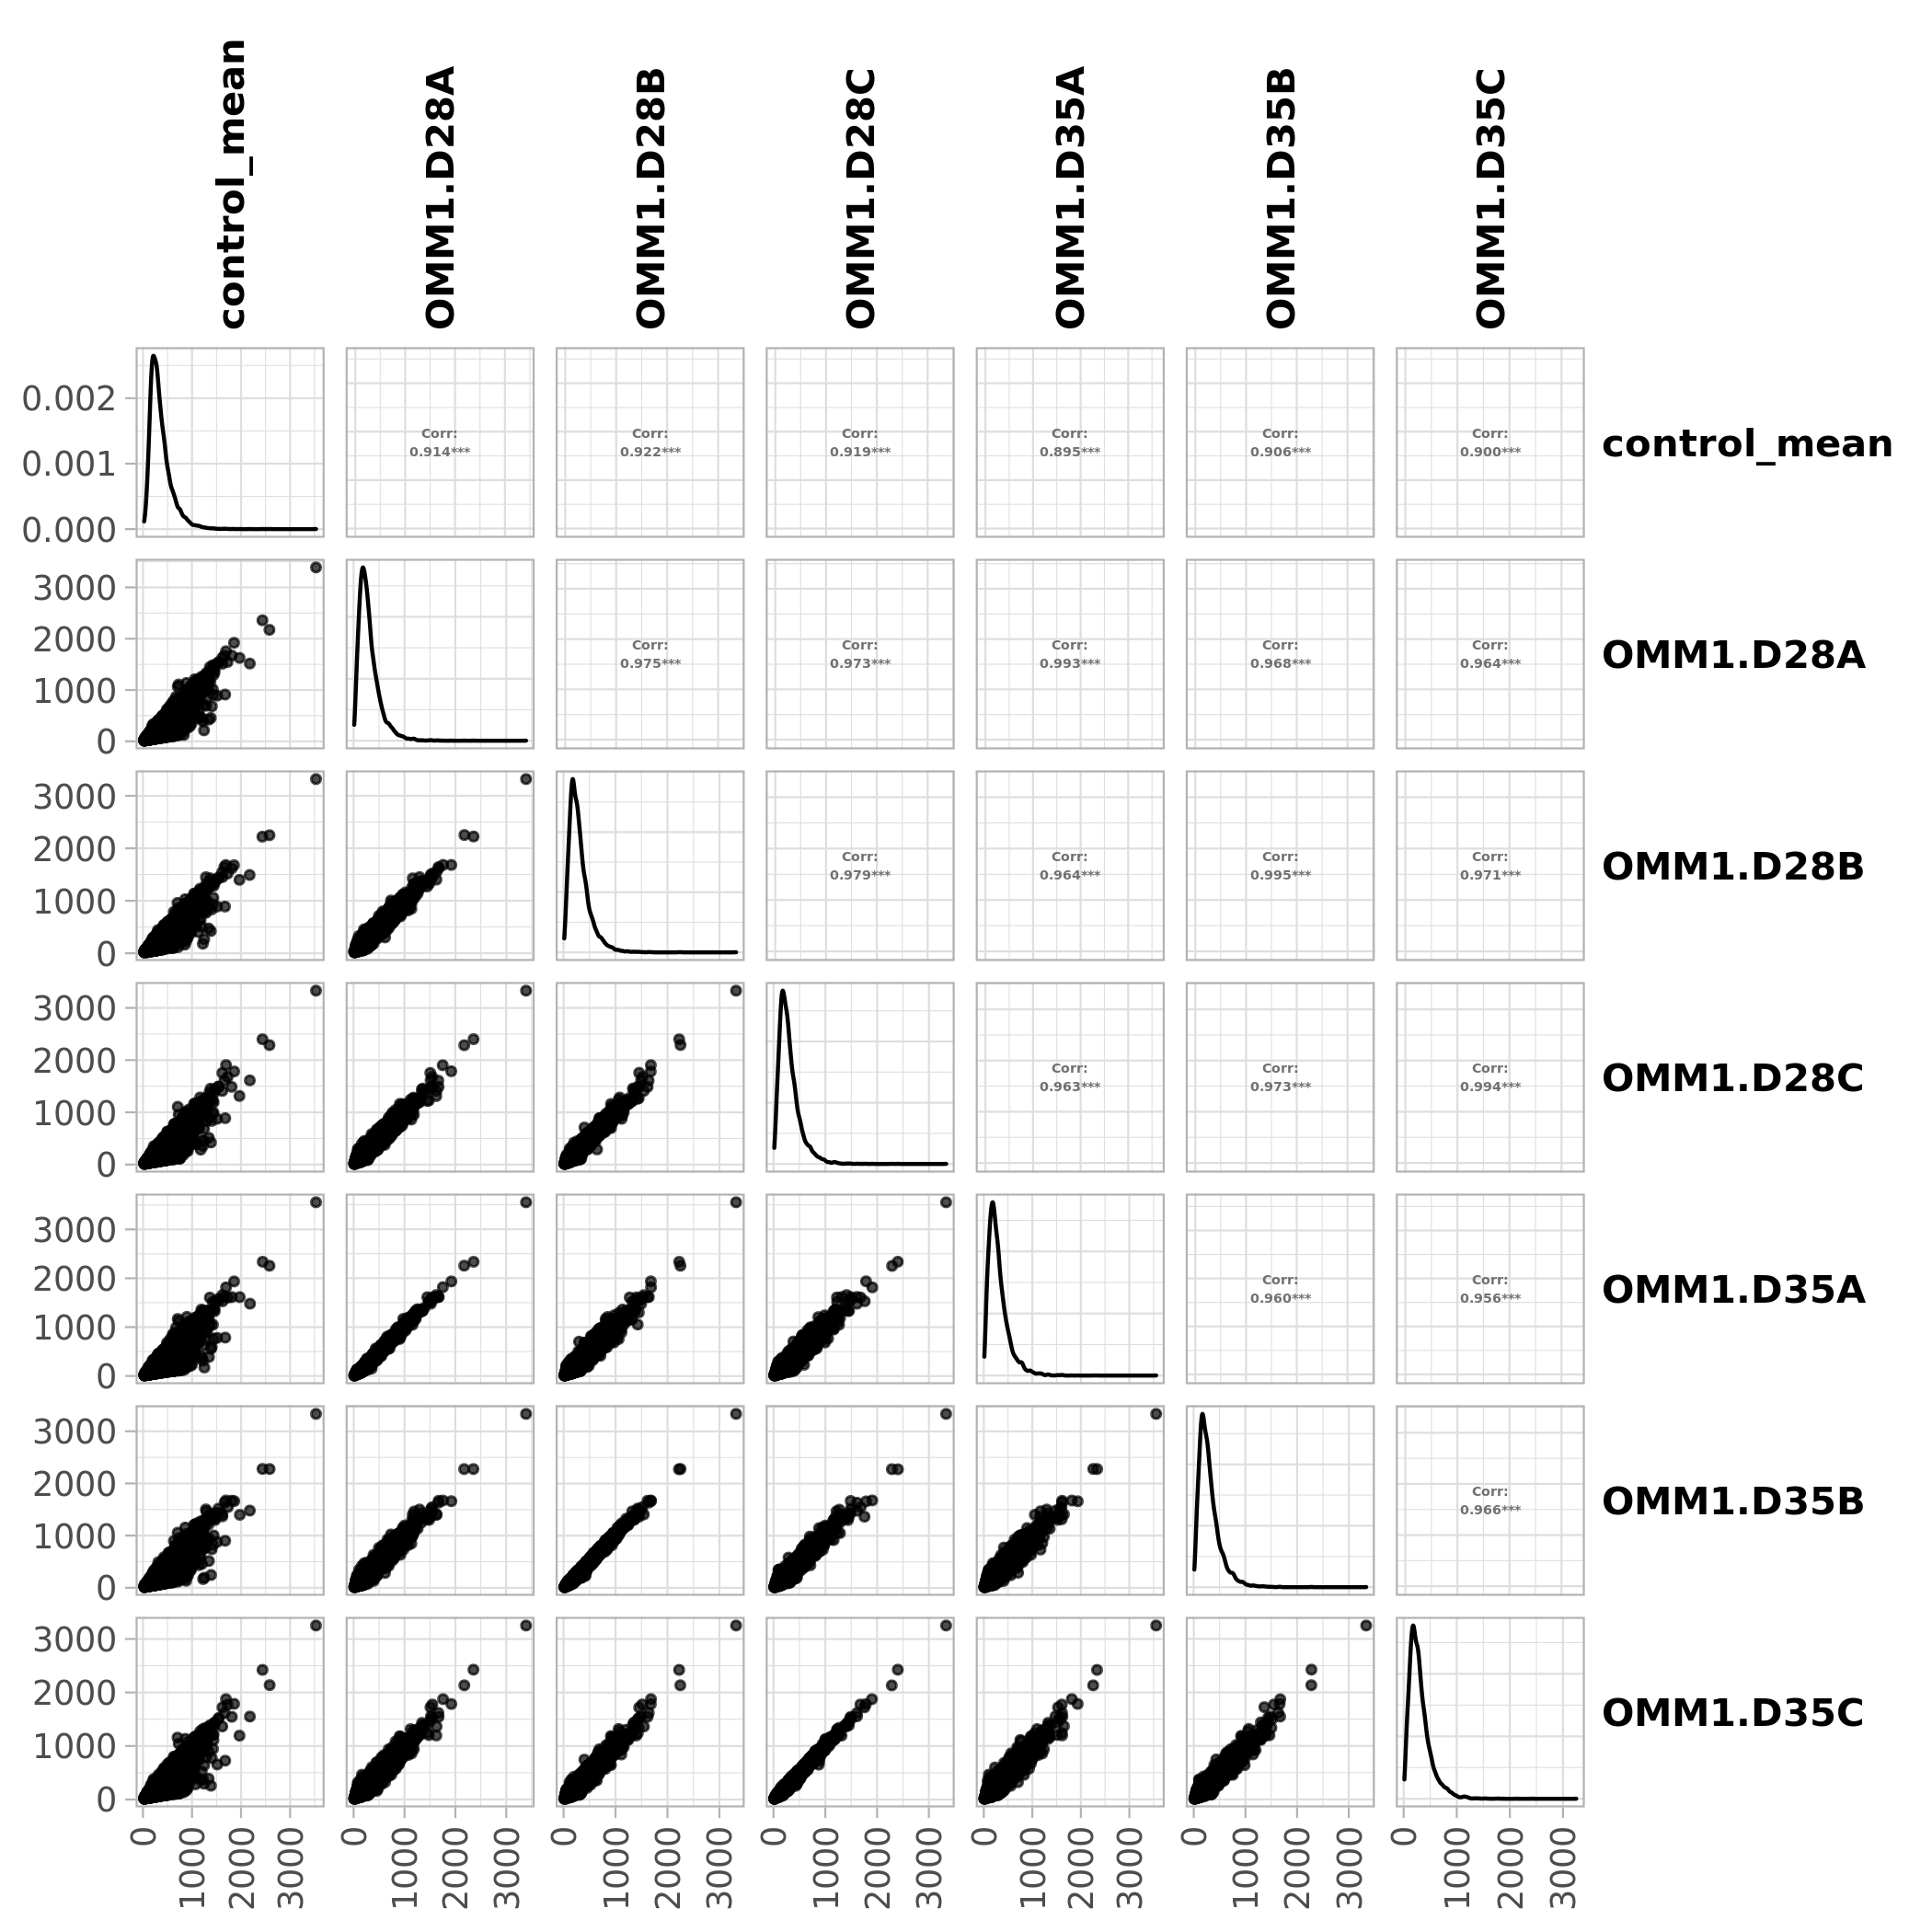 control_mean
OMM1.D28A
OMM1.D28B
OMM1.D28C
OMM1.D35A
OMM1.D35B
OMM1.D35C
0.002
0.001
0.000
Corr:
0.914***
Corr:
0.922***
Corr:
0.919***
Corr:
0.895***
Corr:
0.906***
Corr:
0.900***
control_mean
3000
2000
1000
0
Corr:
0.975***
Corr:
0.973***
Corr:
0.993***
Corr:
0.968***
Corr:
0.964***
OMM1.D28A
3000
2000
1000
0
Corr:
0.979***
Corr:
0.964***
Corr:
0.995***
Corr:
0.971***
OMM1.D28B
3000
2000
1000
0
Corr:
0.963***
Corr:
0.973***
Corr:
0.994***
OMM1.D28C
3000
2000
1000
0
Corr:
0.960***
Corr:
0.956***
OMM1.D35A
3000
2000
1000
0
Corr:
0.966***
OMM1.D35B
3000
2000
1000
0
OMM1.D35C
0 1000 2000 3000
0 1000 2000 3000
0 1000 2000 3000
0 1000 2000 3000
0 1000 2000 3000
0 1000 2000 3000
0 1000 2000 3000